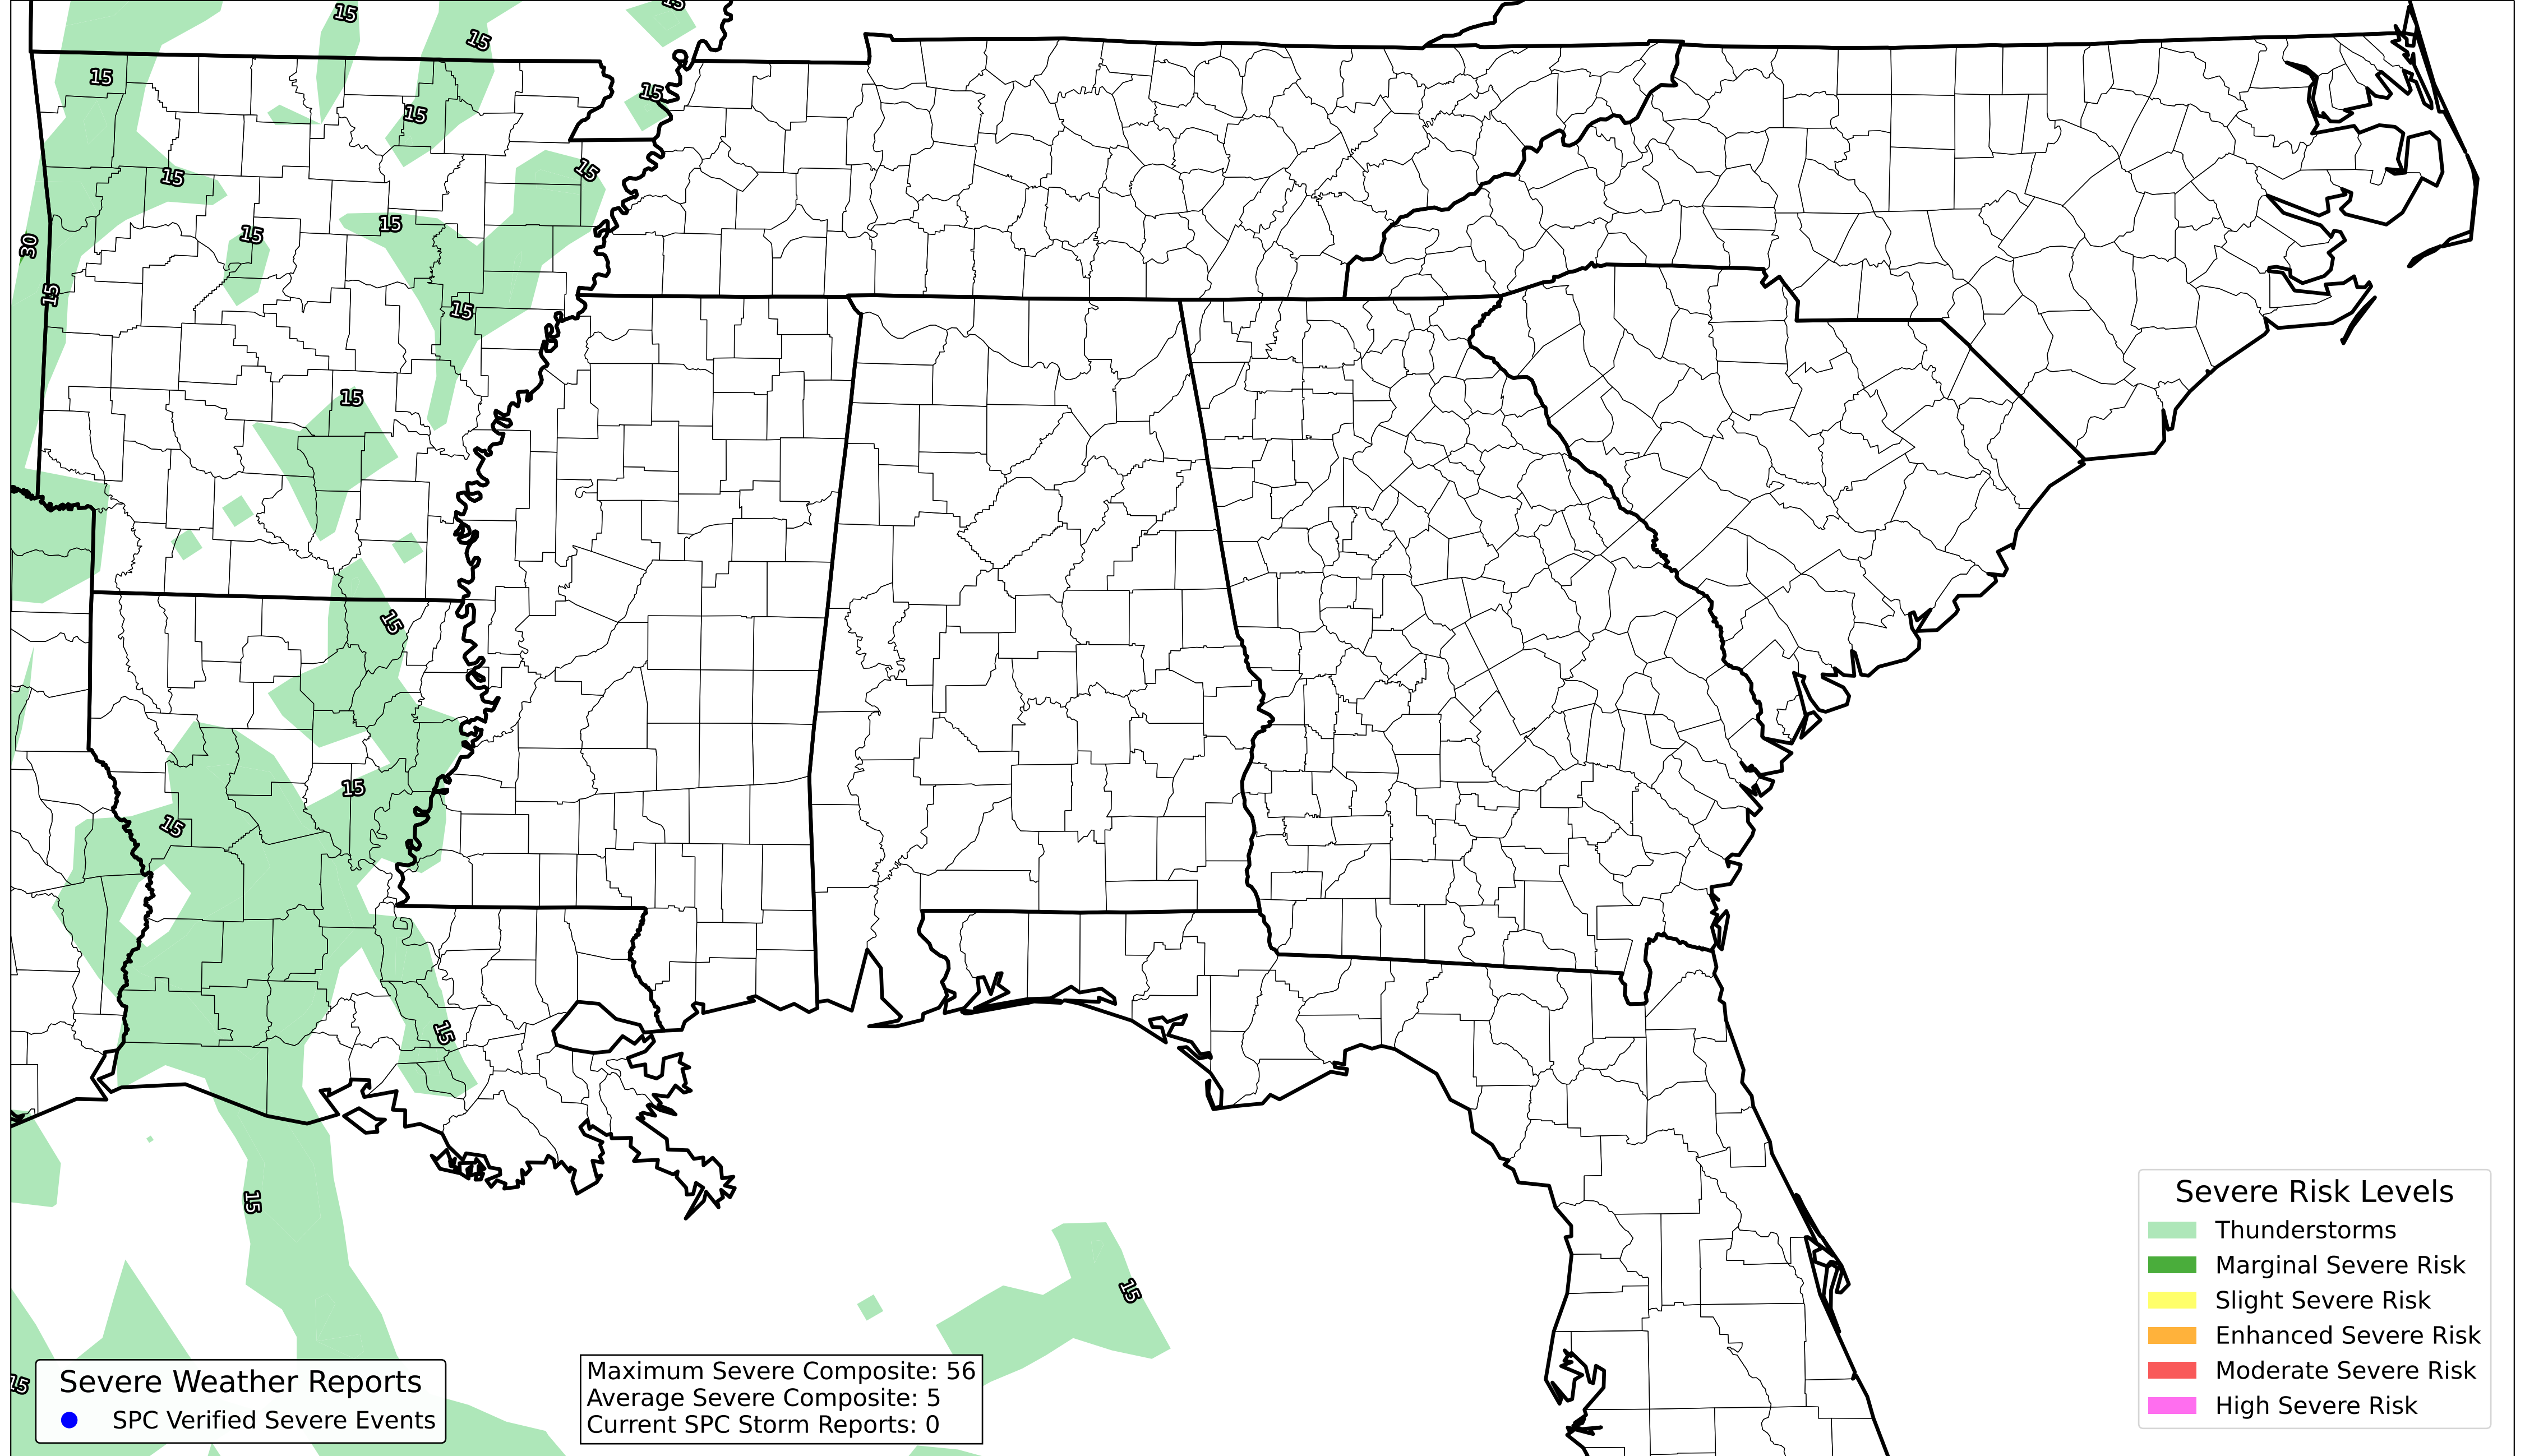 15
15
15
15
15
15
15
15
15
15
30
15
15
15
15
15
15
15
15
15
15
Severe Weather Reports
SPC Verified Severe Events
Maximum Severe Composite: 56
Average Severe Composite: 5
Current SPC Storm Reports: 0
Severe Risk Levels
Thunderstorms
Marginal Severe Risk
Slight Severe Risk
Enhanced Severe Risk
Moderate Severe Risk
High Severe Risk